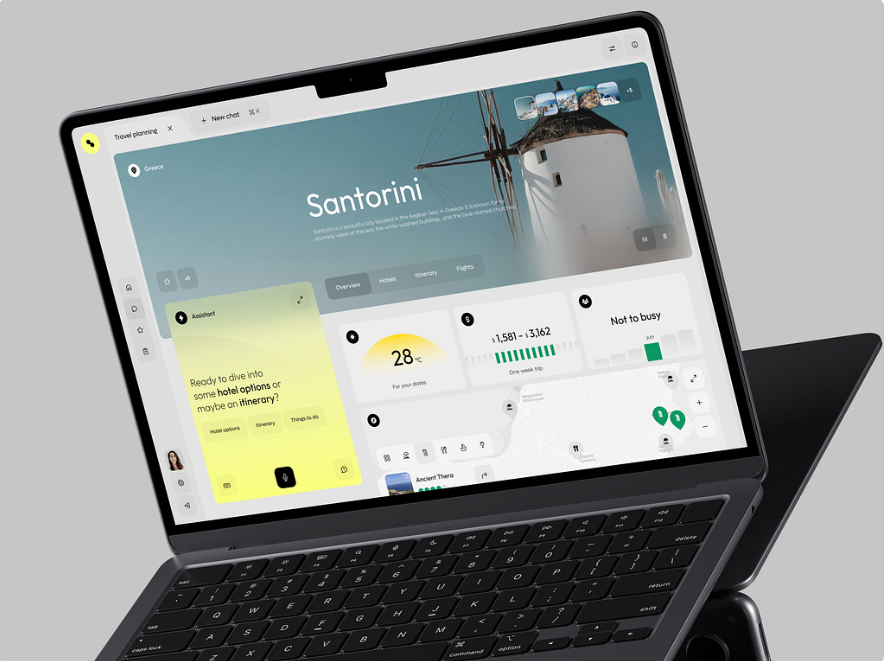 Travel planning
+ New chat ⌘ K
Greece
+5
Santorini
Santorini is a beautiful city located in the Aegean Sea, in Greece. It is known for its
stunning views of the sea, the white washed buildings, and the blue-domed churches.
Overview
Hotels
Itinerary
Flights
Assistant
Ready to dive into
some hotel options or
maybe an itinerary?
Hotel options
Itinerary
Things to do
28 °C
For your dates
$
$1,581 - $3,162
One week trip
Not to busy
Jun
Ancient Thera
esc
delete
tab
return
caps lock
shift
command
option
Q W E R T Y U I O P
A S D F G H J K L
Z X C V B N M